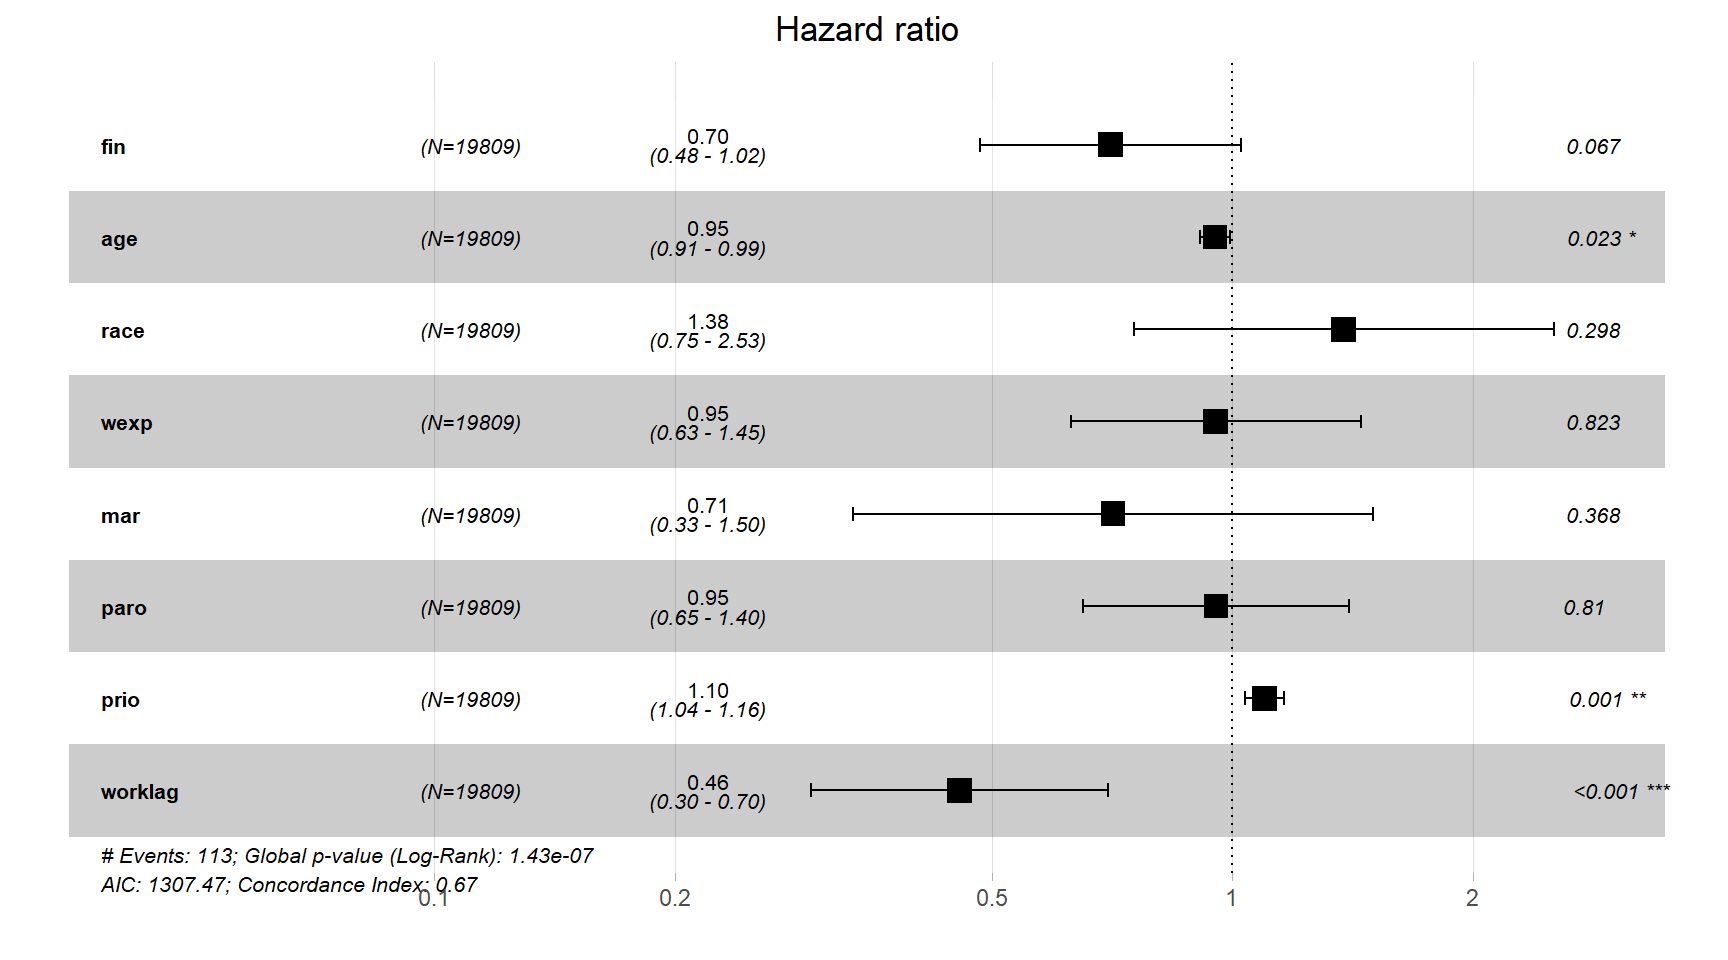 Hazard ratio
fin (N=19809) 0.70 (0.48 - 1.02) 0.067
age (N=19809) 0.95 (0.91 - 0.99) 0.023 *
race (N=19809) 1.38 (0.75 - 2.53) 0.298
wexp (N=19809) 0.95 (0.63 - 1.45) 0.823
mar (N=19809) 0.71 (0.33 - 1.50) 0.368
paro (N=19809) 0.95 (0.65 - 1.40) 0.81
prio (N=19809) 1.10 (1.04 - 1.16) 0.001 **
worklag (N=19809) 0.46 (0.30 - 0.70) <0.001 ***
# Events: 113; Global p-value (Log-Rank): 1.43e-07
AIC: 1307.47; Concordance Index: 0.67
0.1 0.2 0.5 1 2